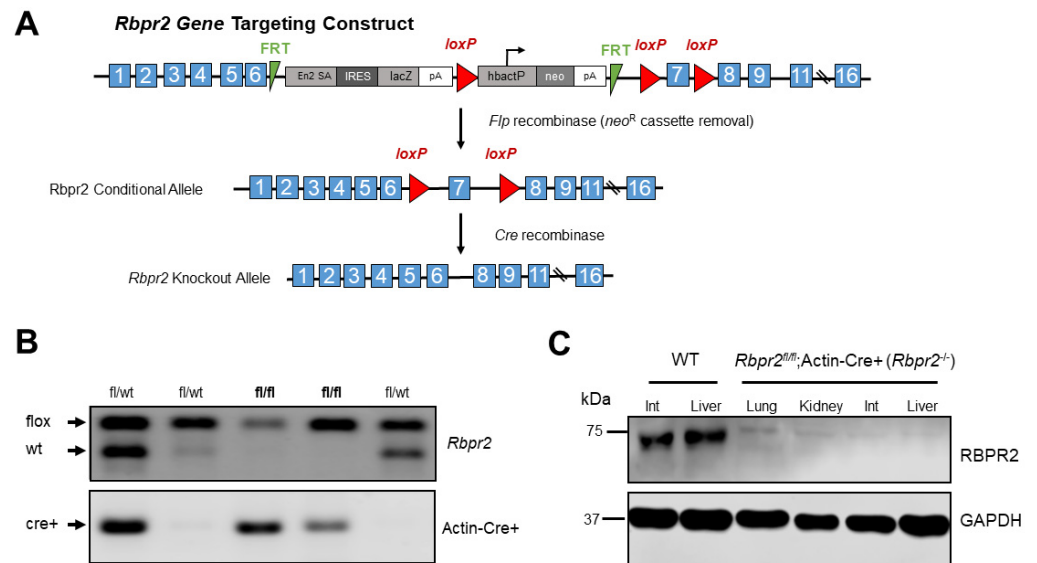 A
Rbpr2 Gene Targeting Construct
FRT loxP FRT loxP loxP
1 2 3 4 5 6 En2 SA IRES lacZ pA hbactP neo pA 7 8 9 11 16
Flp recombinase (neoR cassette removal)
loxP loxP
Rbpr2 Conditional Allele 1 2 3 4 5 6 7 8 9 11 16
Cre recombinase
Rbpr2 Knockout Allele 1 2 3 4 5 6 8 9 11 16
B
fl/wt fl/wt fl/fl fl/fl fl/wt
flox
wt
Rbpr2
cre+
Actin-Cre+
C
WT Rbpr2fl/fl;Actin-Cre+ (Rbpr2-/-)
kDa Int Liver Lung Kidney Int Liver
75
RBPR2
37
GAPDH